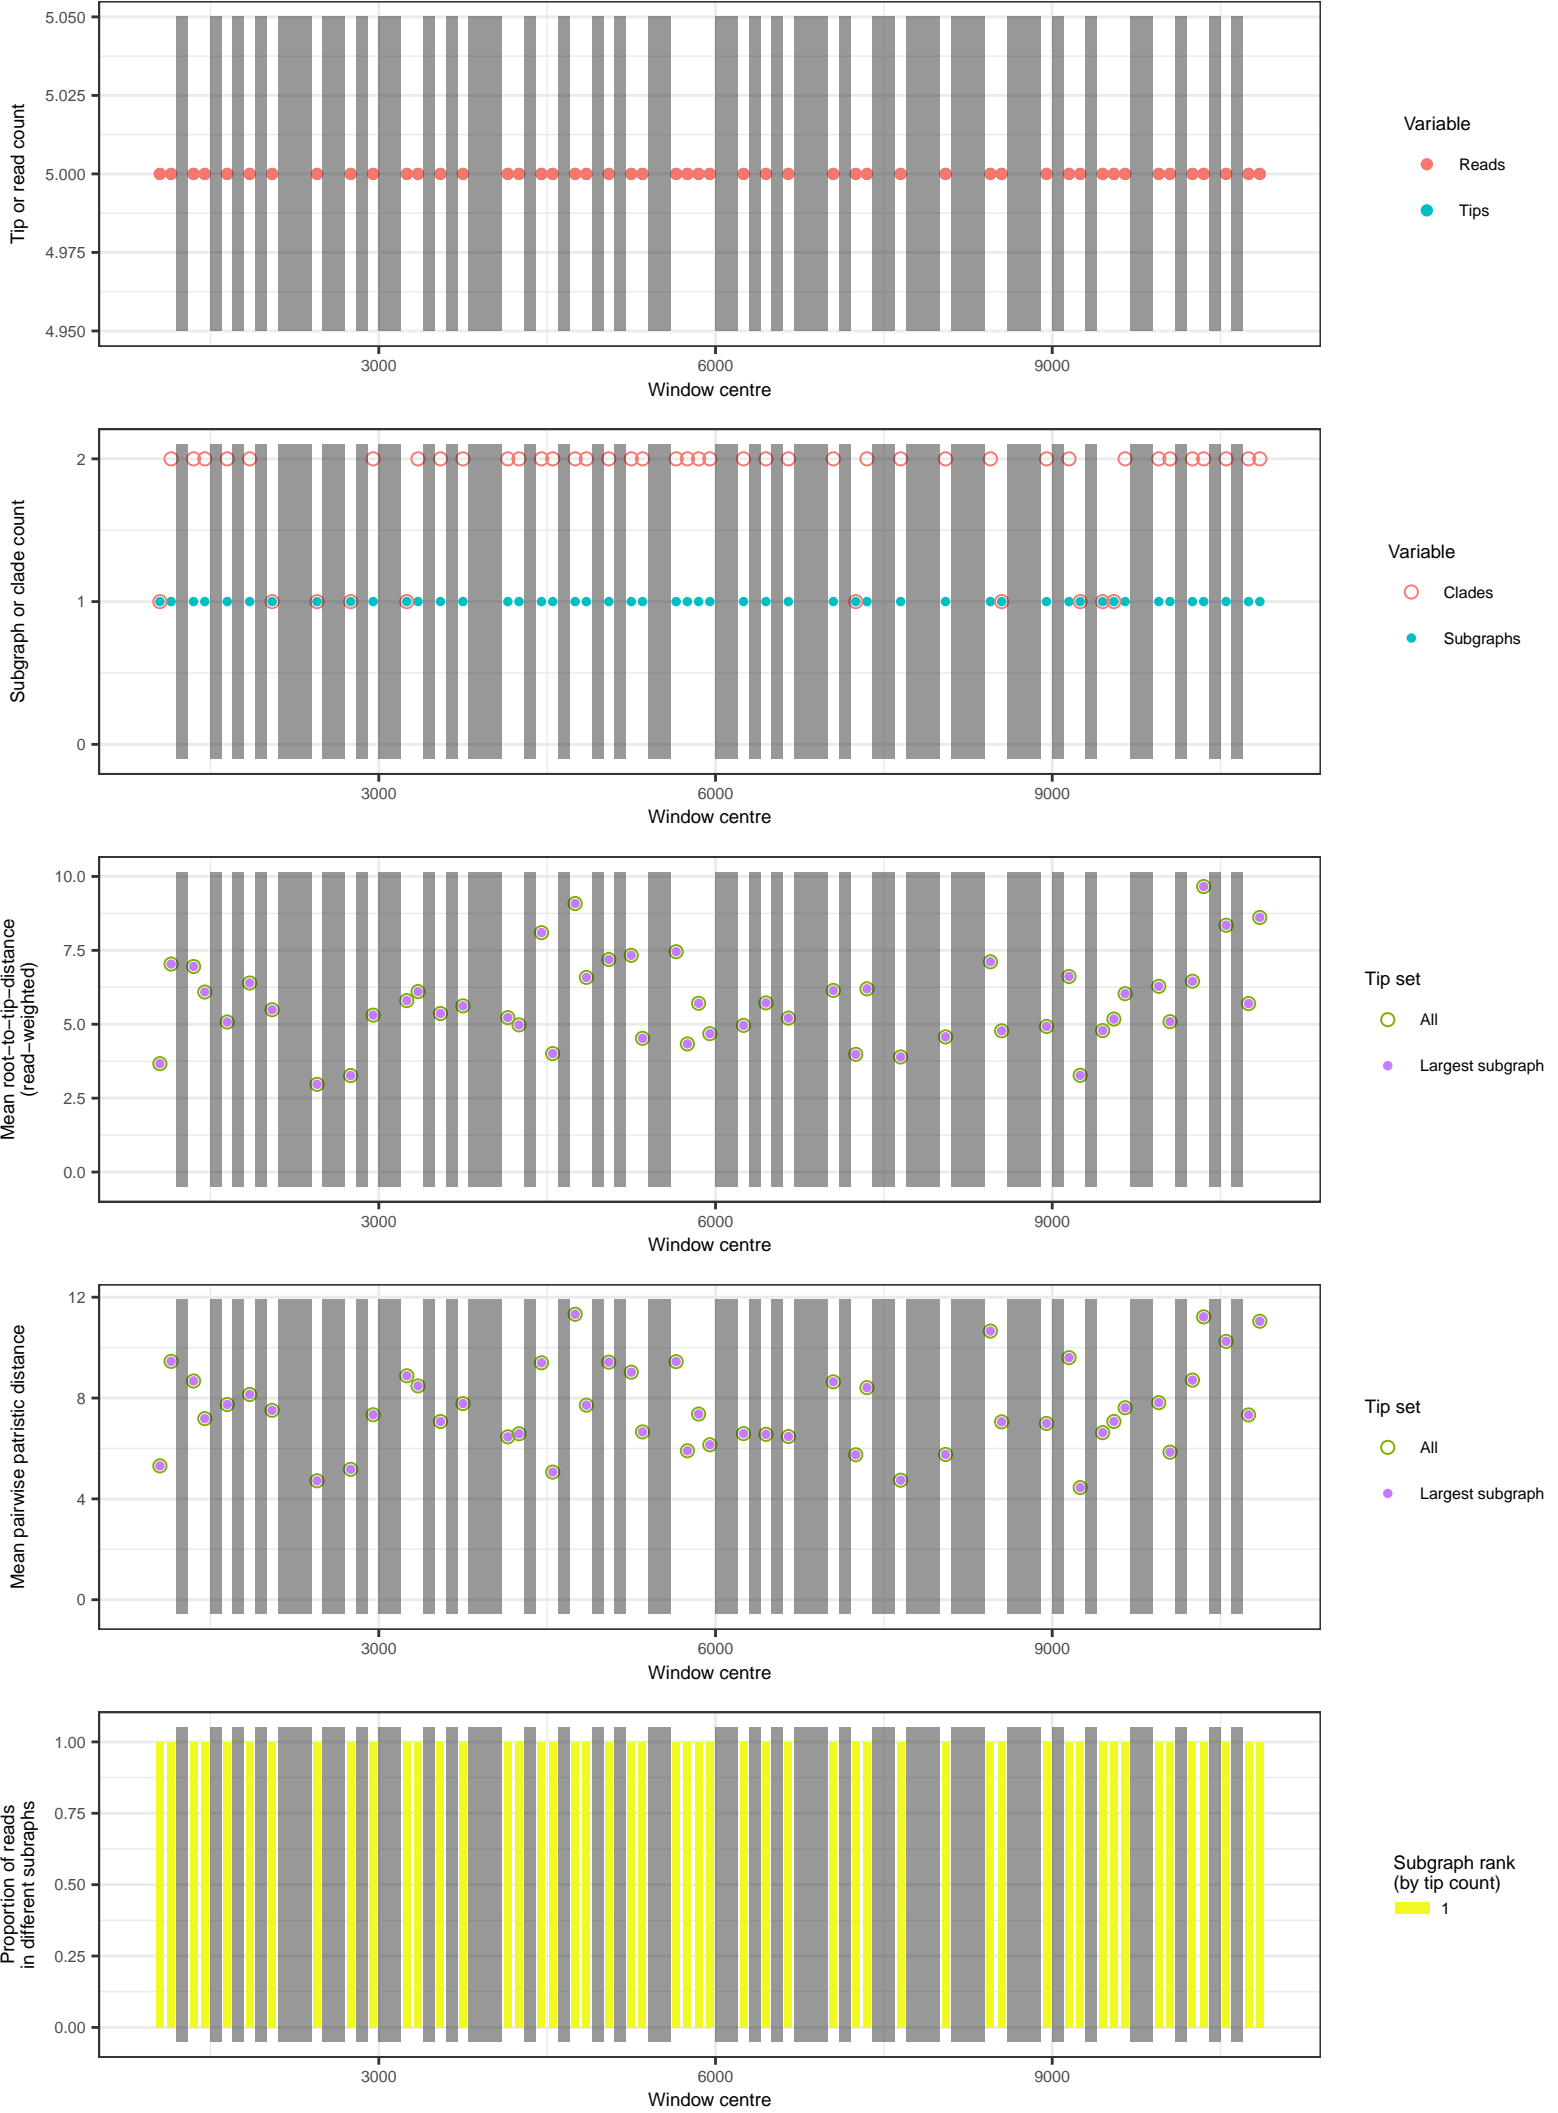 5.050
5.025
5.000
4.975
4.950
Tip or read count
3000 6000 9000
Window centre
Variable
Reads
Tips
2
1
0
Subgraph or clade count
3000 6000 9000
Window centre
Variable
Clades
Subgraphs
10.0
7.5
5.0
2.5
0.0
Mean root−to−tip−distance
(read−weighted)
3000 6000 9000
Window centre
Tip set
All
Largest subgraph
12
8
4
0
Mean pairwise patristic distance
3000 6000 9000
Window centre
Tip set
All
Largest subgraph
1.00
0.75
0.50
0.25
0.00
Proportion of reads
in different subraphs
3000 6000 9000
Window centre
Subgraph rank
(by tip count)
1